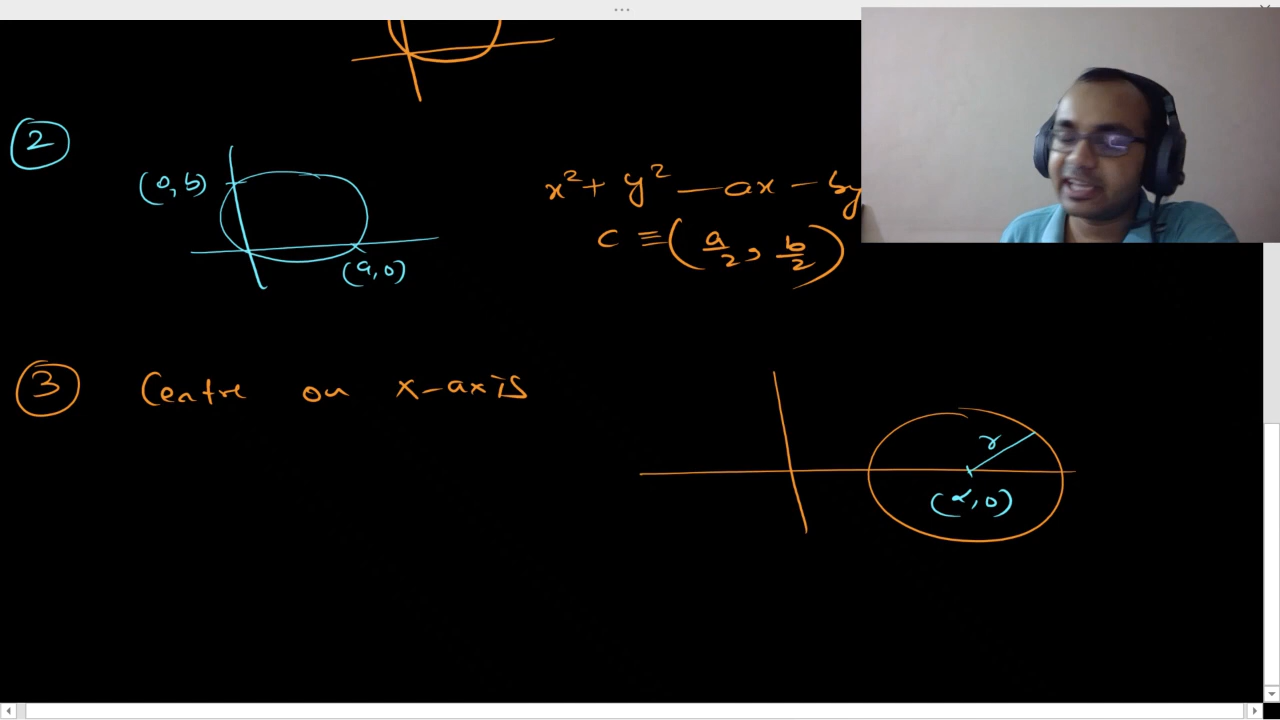 ②
(0, b)
(a, 0)
x² + y² — ax – by
C ≡ (a/2, b/2)
③ Centre on x-axis
r
(α, 0)